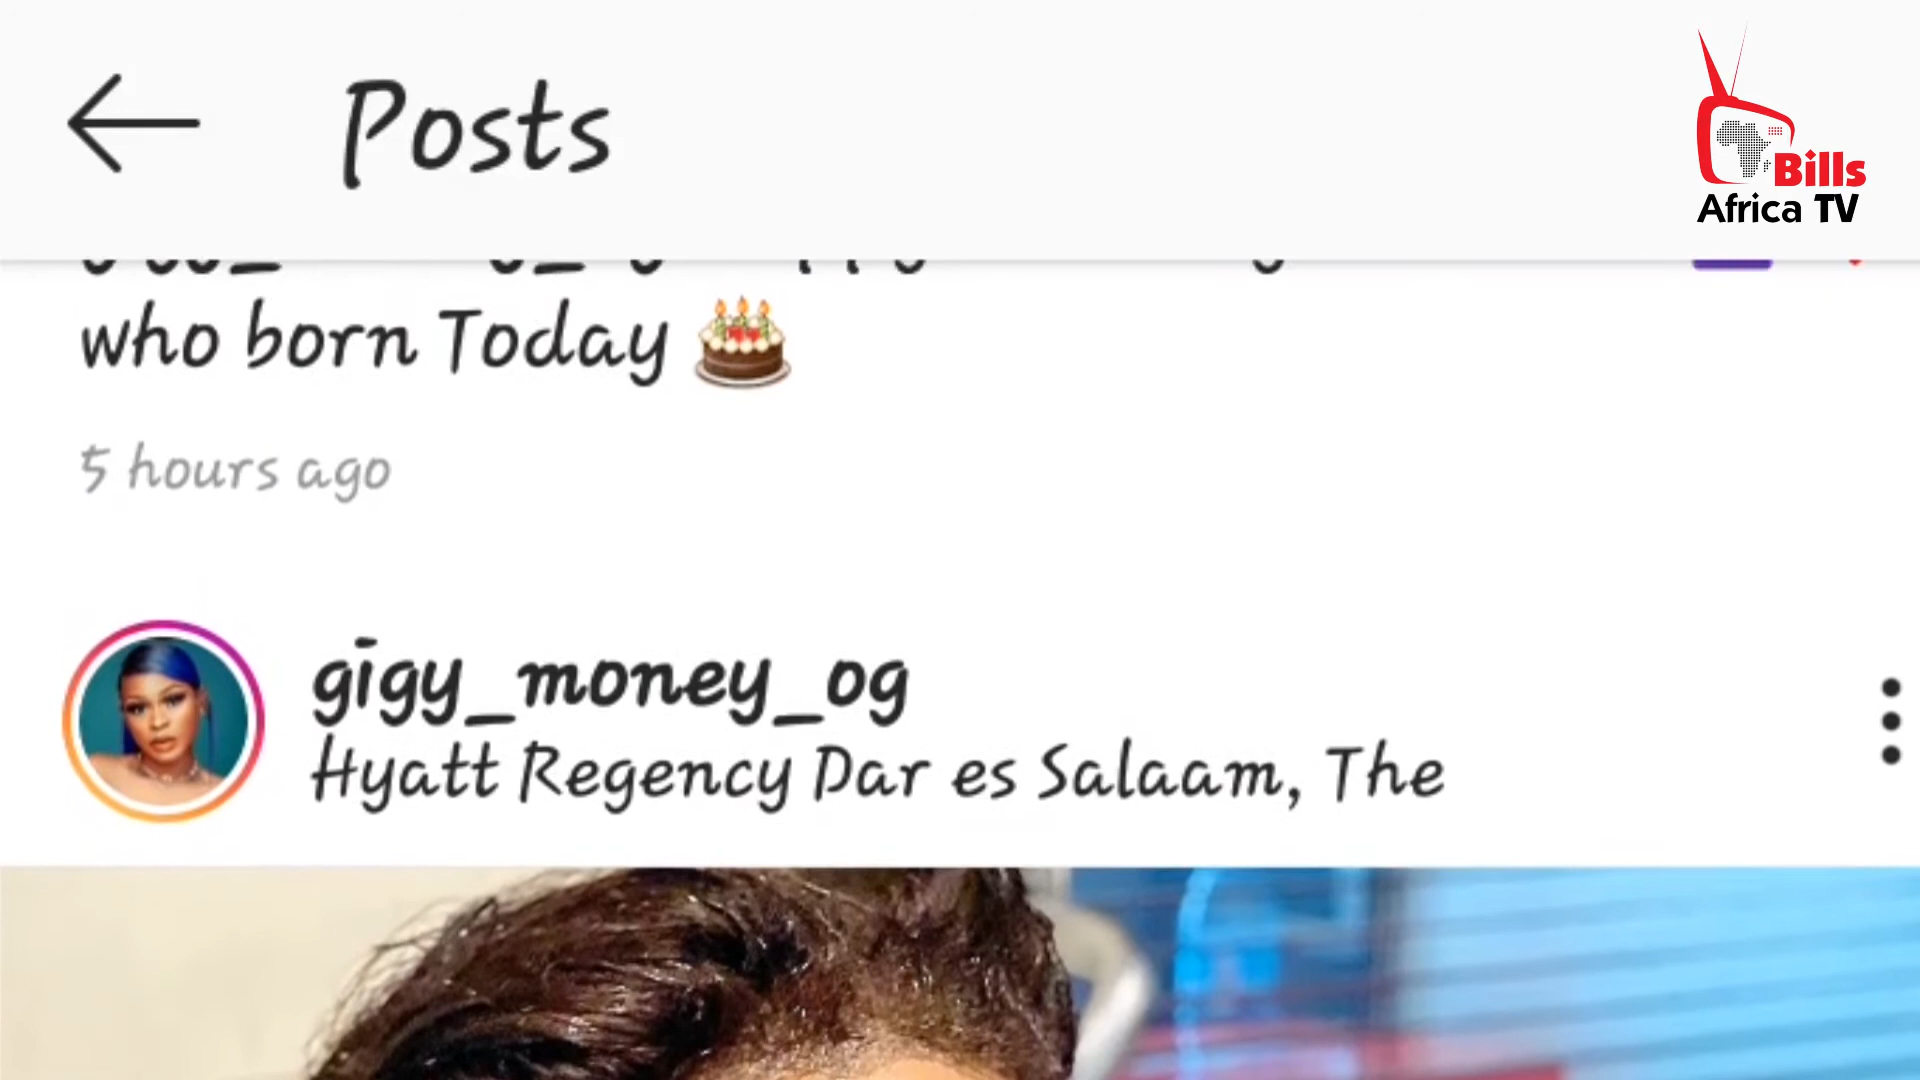 Posts
Bills
Africa TV
who born Today
5 hours ago
gigy_money_og
Hyatt Regency Dar es Salaam, The